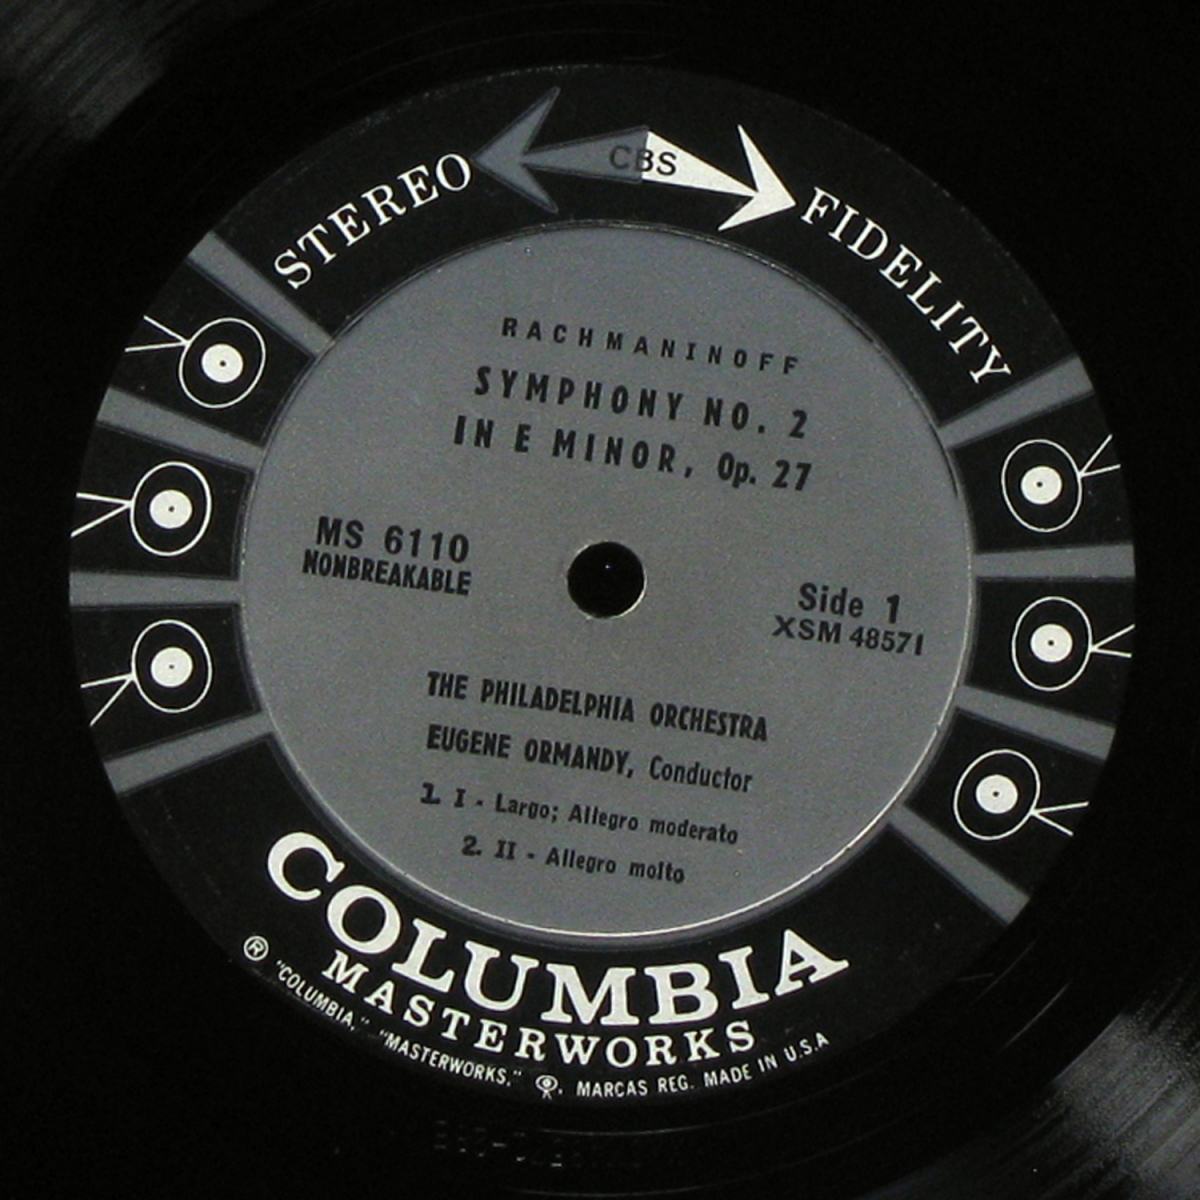 STEREO CBS FIDELITY
RACHMANINOFF
SYMPHONY NO. 2
IN E MINOR, Op. 27
MS 6110
NONBREAKABLE
Side 1
XSM 48571
THE PHILADELPHIA ORCHESTRA
EUGENE ORMANDY, Conductor
1. I - Largo; Allegro moderato
2. II - Allegro molto
COLUMBIA
MASTERWORKS
® "COLUMBIA," "MASTERWORKS," . MARCAS REG. MADE IN U.S.A